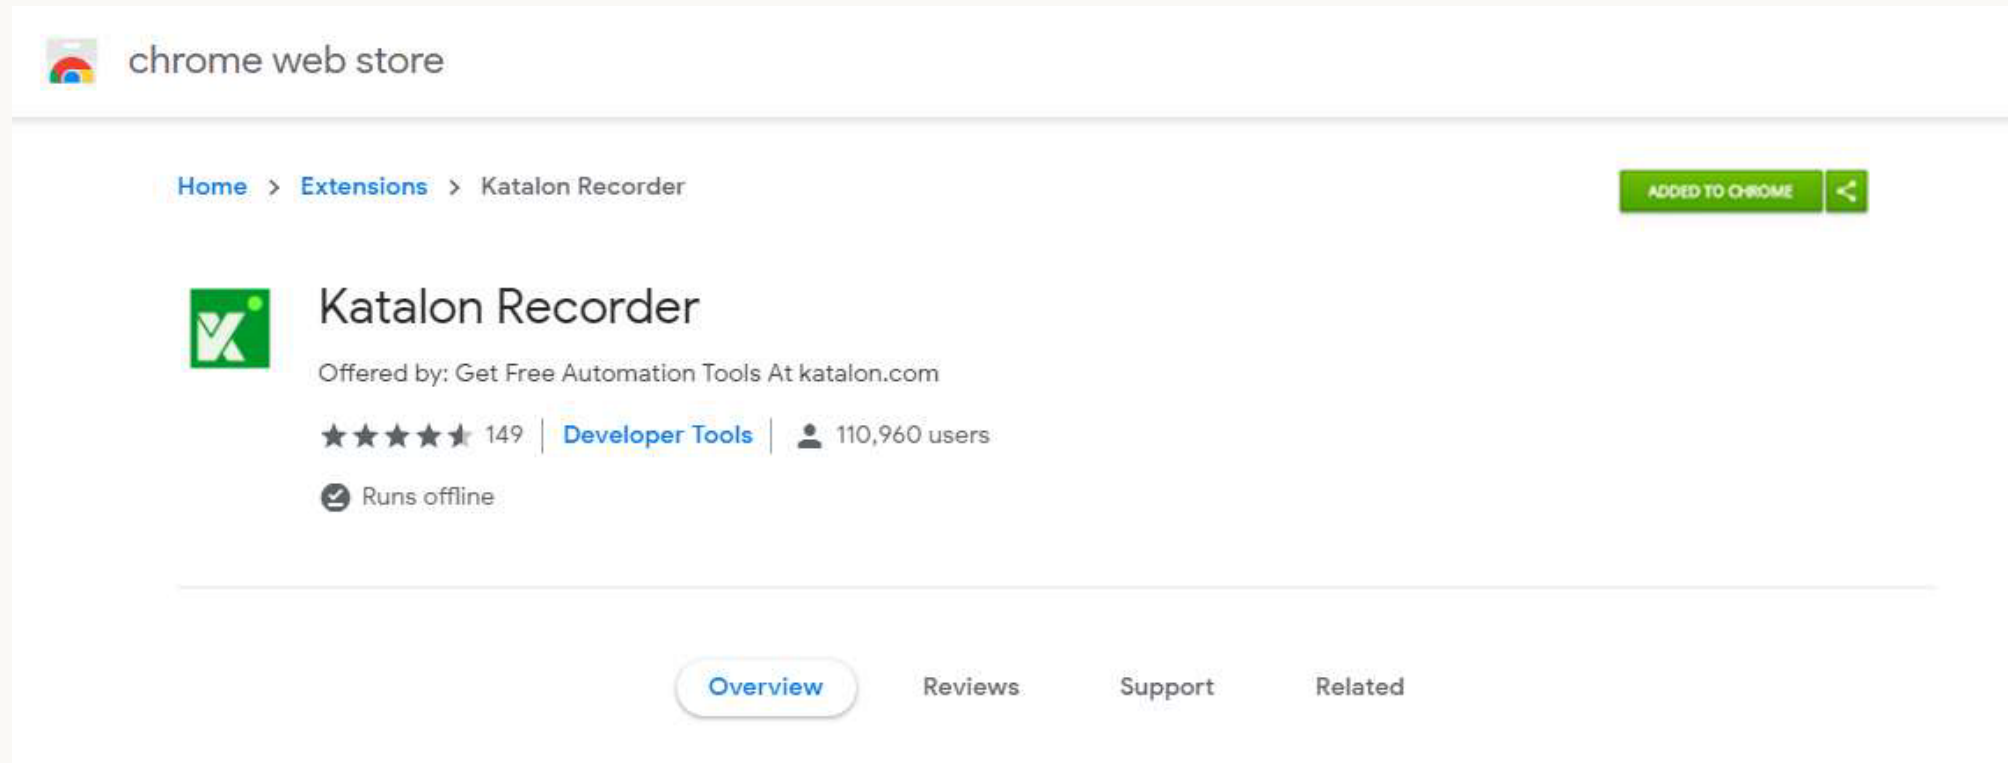 chrome web store
Home > Extensions > Katalon Recorder
ADDED TO CHROME
Katalon Recorder
Offered by: Get Free Automation Tools At katalon.com
149 | Developer Tools | 110,960 users
Runs offline
Overview Reviews Support Related